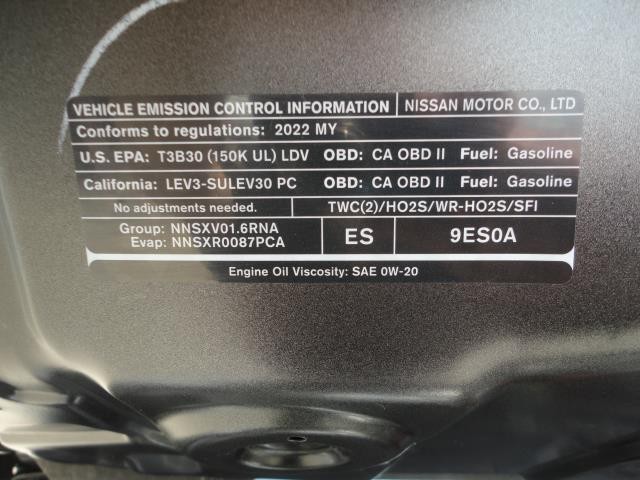 VEHICLE EMISSION CONTROL INFORMATION NISSAN MOTOR CO., LTD
Conforms to regulations: 2022 MY
U.S. EPA: T3B30 (150K UL) LDV OBD: CA OBD II Fuel: Gasoline
California: LEV3-SULEV30 PC OBD: CA OBD II Fuel: Gasoline
No adjustments needed. TWC(2)/HO2S/WR-HO2S/SFI
Group: NNSXV01.6RNA
Evap: NNSXR0087PCA
ES 9ES0A
Engine Oil Viscosity: SAE 0W-20